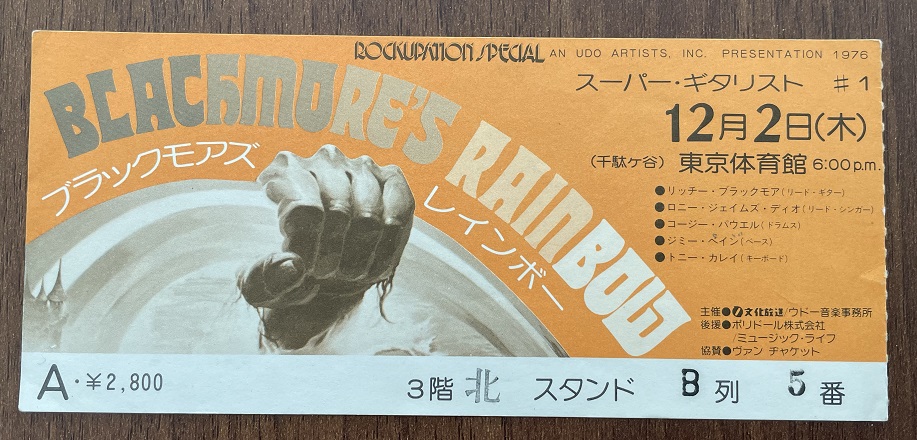 ROCKUPATION SPECIAL AN UDO ARTISTS, INC. PRESENTATION 1976
BLACKMORE'S RAINBOW
ブラックモアズ レインボー
スーパー・ギタリスト #1
12月2日(木)
(千駄ケ谷) 東京体育館 6:00p.m.
●リッチー・ブラックモア(リード・ギター)
●ロニー・ジェイムズ・ディオ(リード・シンガー)
●コージー・パウエル(ドラムス)
●ジミー・ベイン(ベース)
●トニー・カレイ(キーボード)
主催●文化放送/ウドー音楽事務所
後援●ポリドール株式会社
/ミュージック・ライフ
協賛●ヴァン チャケット
A・¥2,800 3階 北 スタンド B列 5番